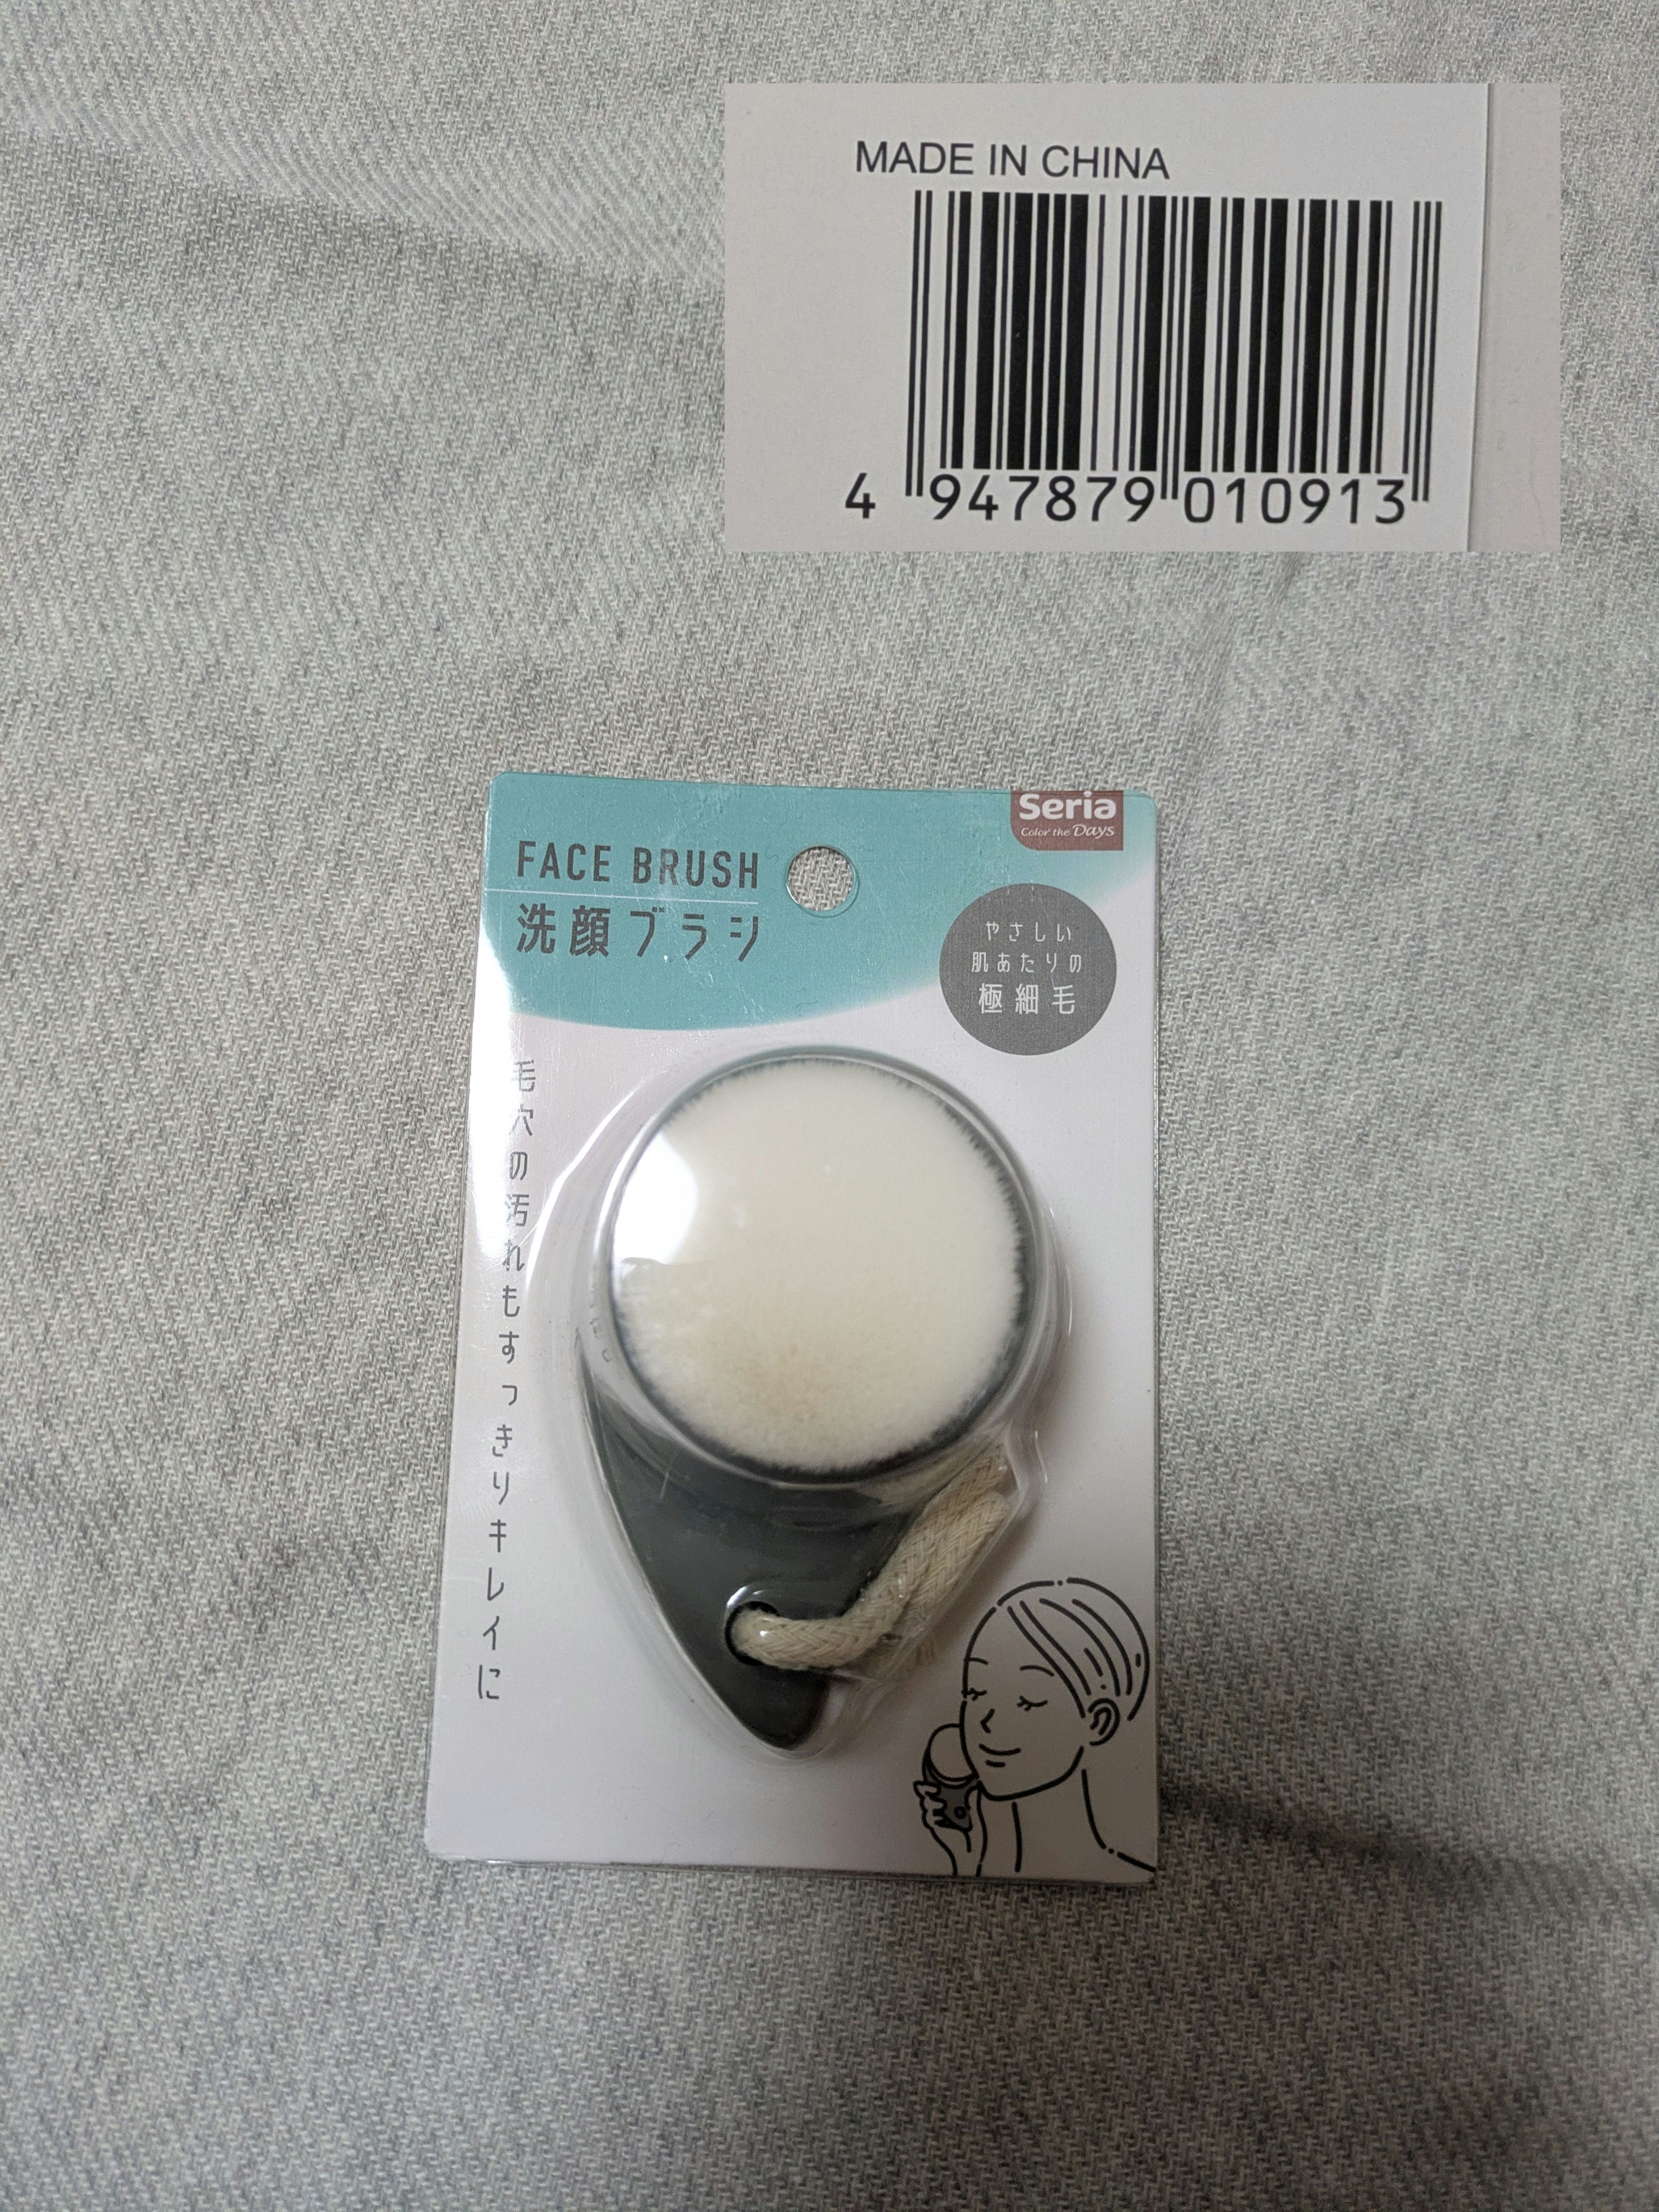 MADE IN CHINA
4 947879 010913
Seria
Color the Days
FACE BRUSH
洗顔ブラシ
やさしい
肌あたりの
極細毛
毛穴の汚れもすっきりキレイに